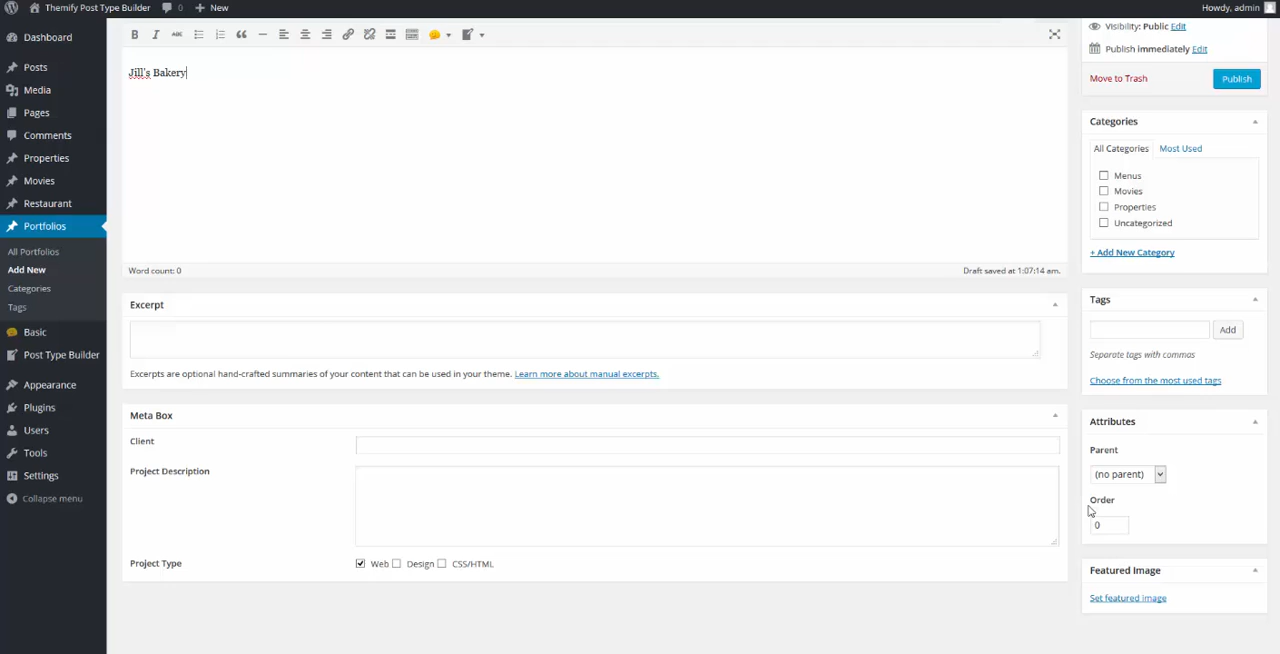 Themify Post Type Builder 0 New Howdy, admin
Dashboard
Posts
Media
Pages
Comments
Properties
Movies
Restaurant
Portfolios
All Portfolios
Add New
Categories
Tags
Basic
Post Type Builder
Appearance
Plugins
Users
Tools
Settings
Collapse menu
B I ABC
Jill's Bakery
Word count: 0 Draft saved at 1:07:14 am.
Excerpt
Excerpts are optional hand-crafted summaries of your content that can be used in your theme. Learn more about manual excerpts.
Meta Box
Client
Project Description
Project Type Web Design CSS/HTML
Visibility: Public Edit
Publish immediately Edit
Move to Trash Publish
Categories
All Categories Most Used
Menus
Movies
Properties
Uncategorized
+ Add New Category
Tags
Add
Separate tags with commas
Choose from the most used tags
Attributes
Parent
(no parent)
Order
0
Featured Image
Set featured image